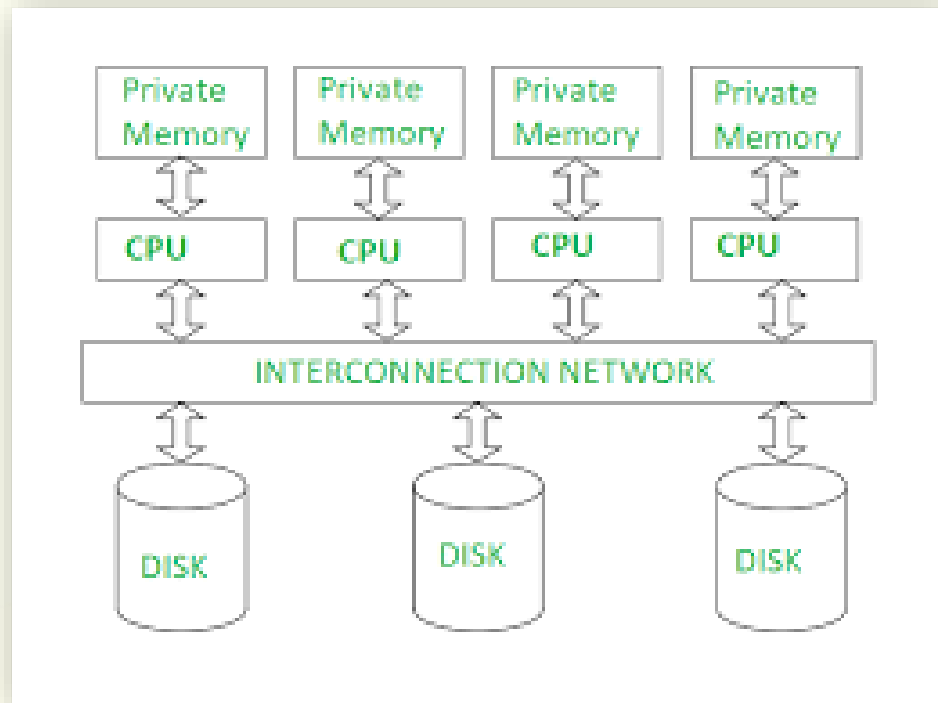 Private
Memory
Private
Memory
Private
Memory
Private
Memory
CPU
CPU
CPU
CPU
INTERCONNECTION NETWORK
DISK
DISK
DISK